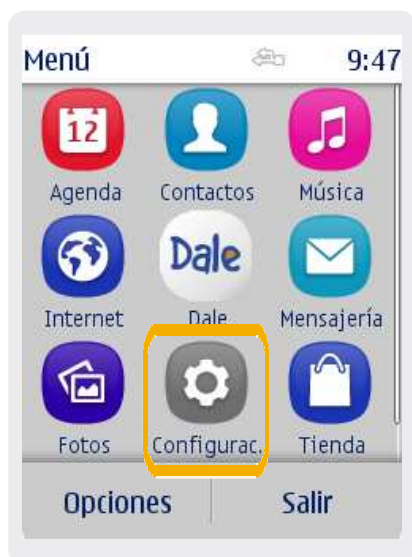 Menú 9:47
12
Agenda Contactos Música
Dale
Internet Dale Mensajería
Fotos Configurac. Tienda
Opciones Salir